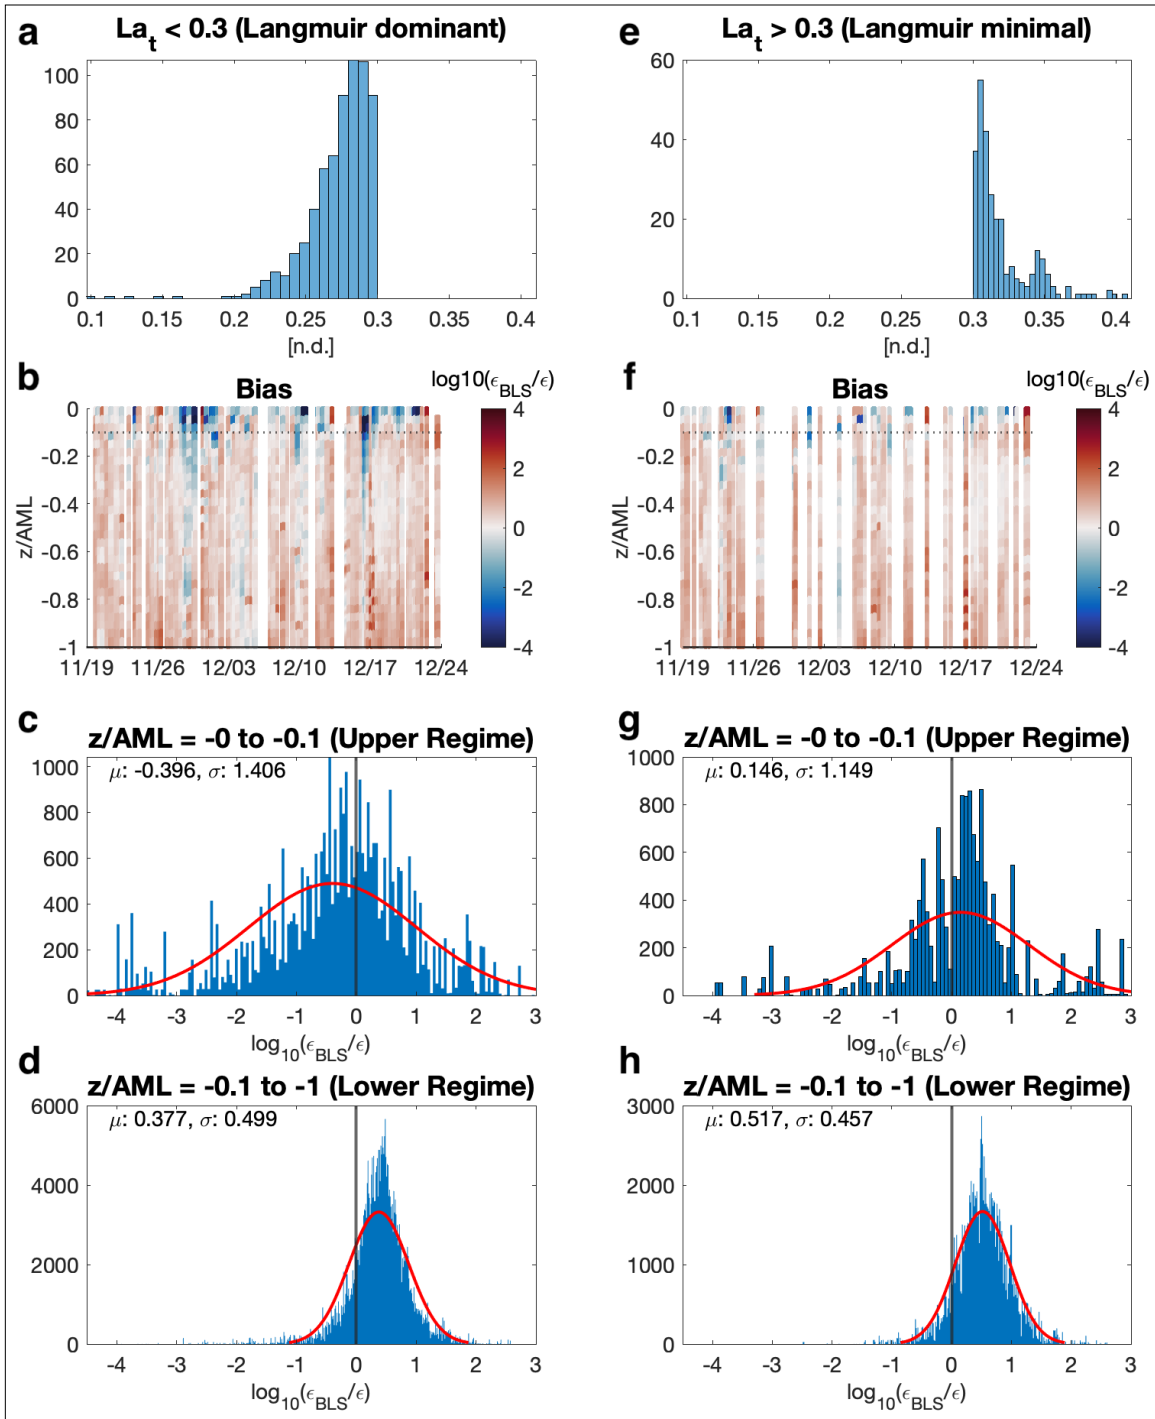 a
La_t < 0.3 (Langmuir dominant)
100
80
60
40
20
0
0.1 0.15 0.2 0.25 0.3 0.35 0.4
[n.d.]
e
La_t > 0.3 (Langmuir minimal)
60
40
20
0
0.1 0.15 0.2 0.25 0.3 0.35 0.4
[n.d.]
b
Bias
log10(ϵ_BLS/ϵ)
z/AML
0
-0.2
-0.4
-0.6
-0.8
-1
11/19 11/26 12/03 12/10 12/17 12/24
4
2
0
-2
-4
f
Bias
log10(ϵ_BLS/ϵ)
z/AML
0
-0.2
-0.4
-0.6
-0.8
-1
11/19 11/26 12/03 12/10 12/17 12/24
4
2
0
-2
-4
c
z/AML = -0 to -0.1 (Upper Regime)
μ: -0.396, σ: 1.406
1000
800
600
400
200
0
-4 -3 -2 -1 0 1 2 3
log_10(ϵ_BLS/ϵ)
g
z/AML = -0 to -0.1 (Upper Regime)
μ: 0.146, σ: 1.149
1000
800
600
400
200
0
-4 -3 -2 -1 0 1 2 3
log_10(ϵ_BLS/ϵ)
d
z/AML = -0.1 to -1 (Lower Regime)
μ: 0.377, σ: 0.499
6000
4000
2000
0
-4 -3 -2 -1 0 1 2 3
log_10(ϵ_BLS/ϵ)
h
z/AML = -0.1 to -1 (Lower Regime)
μ: 0.517, σ: 0.457
3000
2000
1000
0
-4 -3 -2 -1 0 1 2 3
log_10(ϵ_BLS/ϵ)